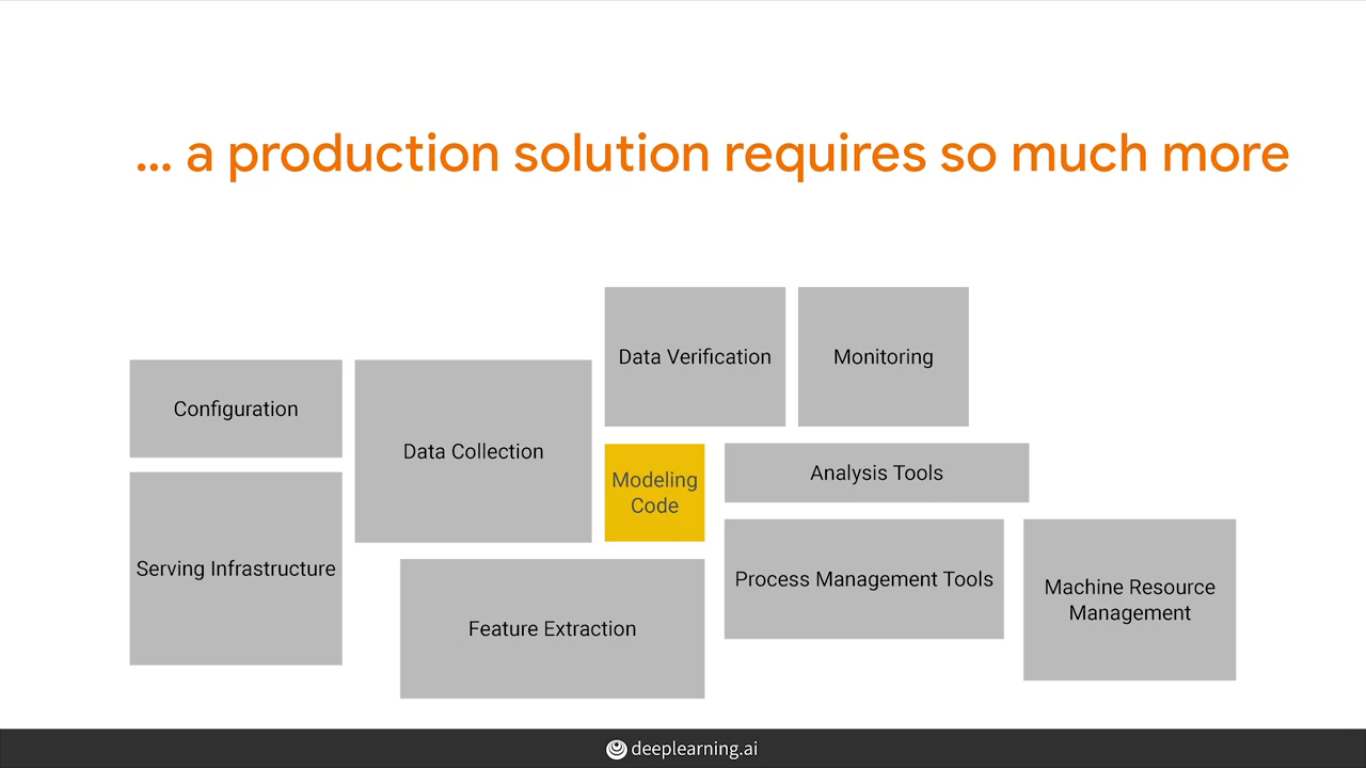 ... a production solution requires so much more
Data Verification
Monitoring
Configuration
Data Collection
Modeling
Code
Analysis Tools
Serving Infrastructure
Feature Extraction
Process Management Tools
Machine Resource
Management
deeplearning.ai